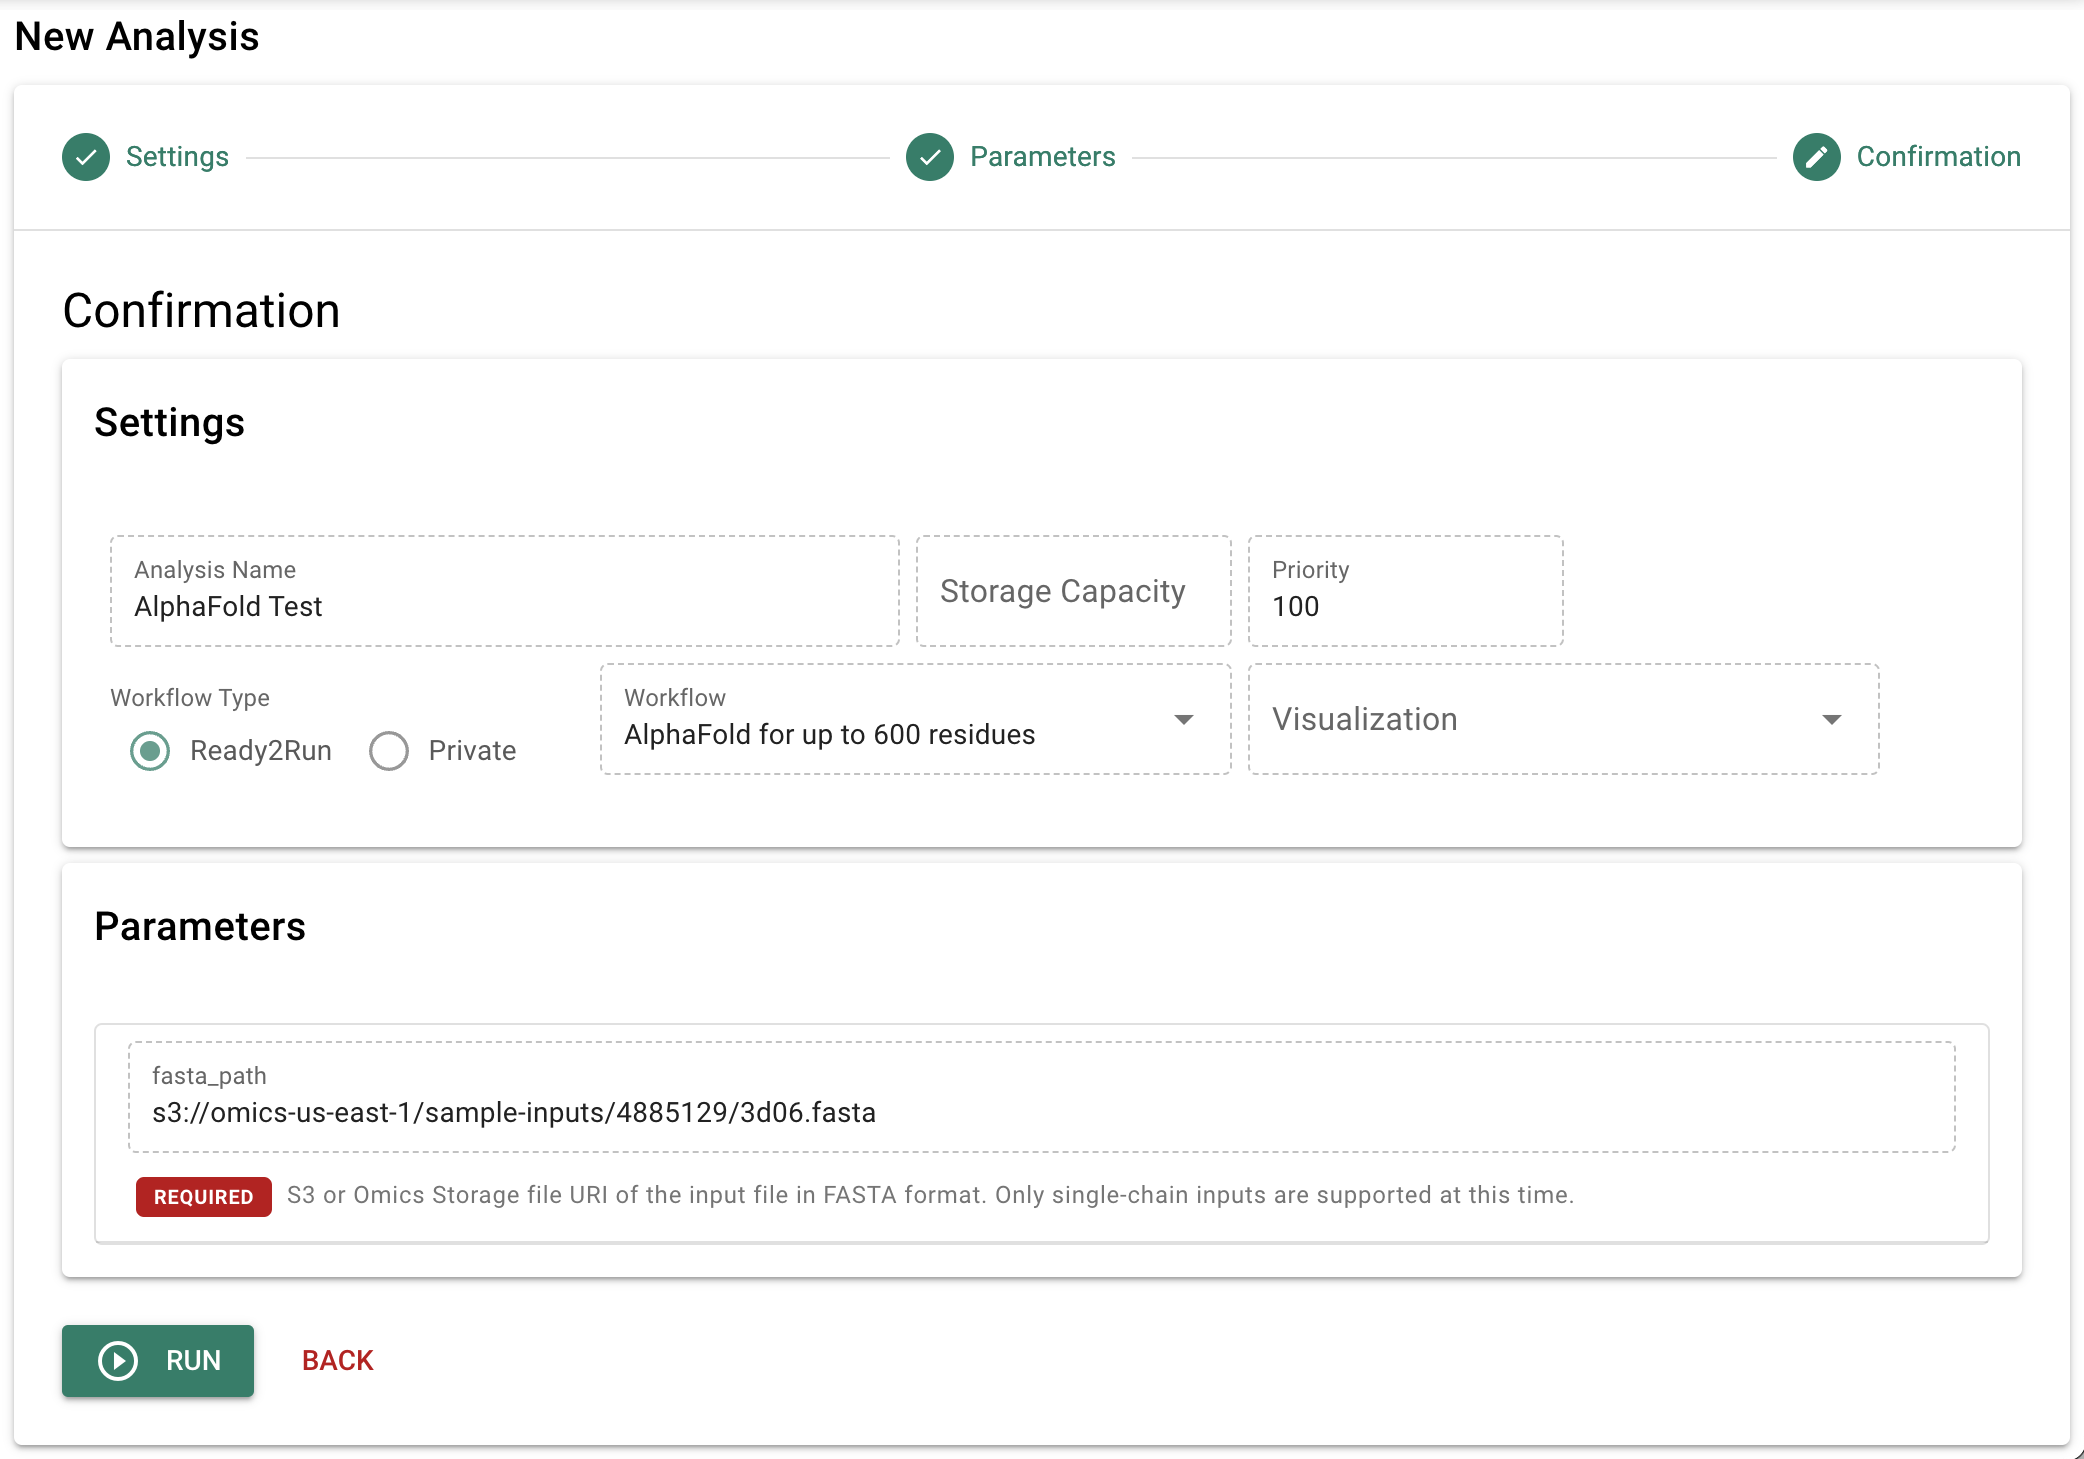 New Analysis
Settings
Parameters
Confirmation
Confirmation
Settings
Analysis Name
AlphaFold Test
Storage Capacity
Priority
100
Workflow Type
Ready2Run
Private
Workflow
AlphaFold for up to 600 residues
Visualization
Parameters
fasta_path
s3://omics-us-east-1/sample-inputs/4885129/3d06.fasta
REQUIRED S3 or Omics Storage file URI of the input file in FASTA format. Only single-chain inputs are supported at this time.
RUN
BACK